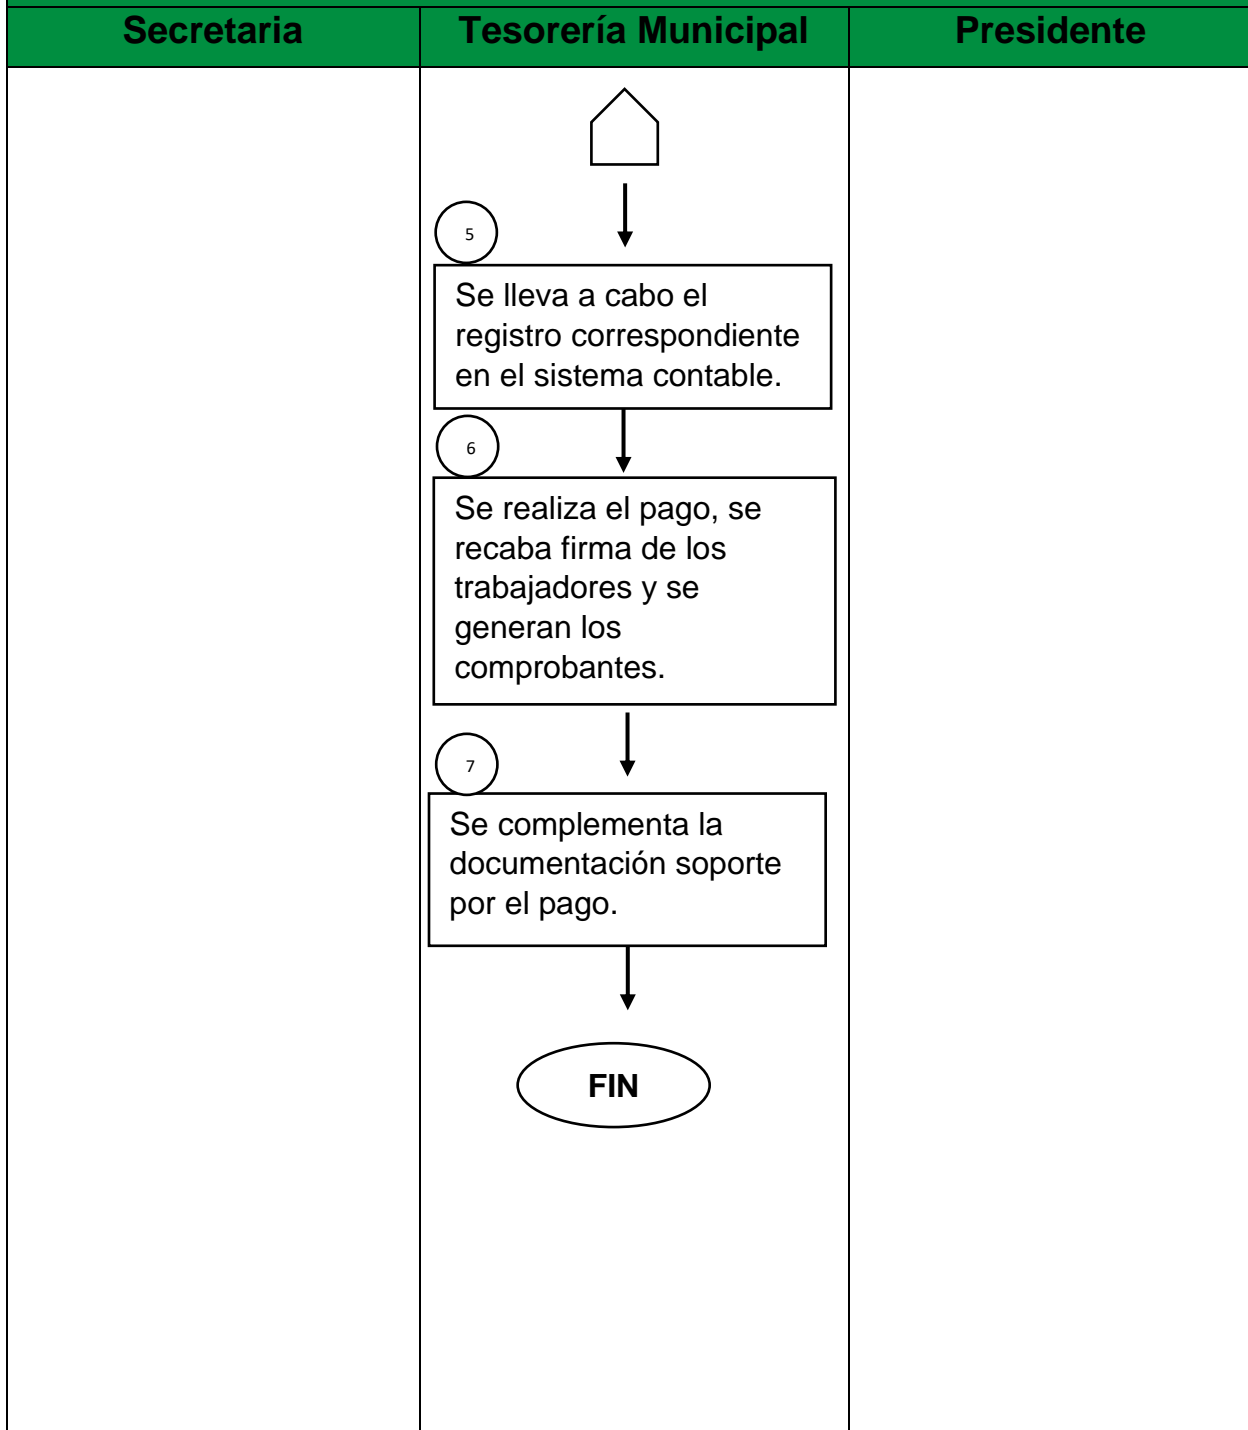 Secretaria
Tesorería Municipal
Presidente
5
Se lleva a cabo el
registro correspondiente
en el sistema contable.
6
Se realiza el pago, se
recaba firma de los
trabajadores y se
generan los
comprobantes.
7
Se complementa la
documentación soporte
por el pago.
FIN